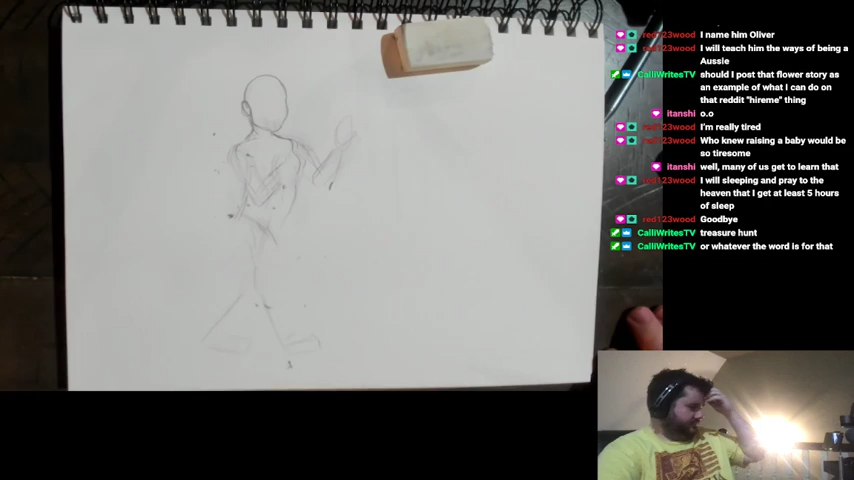 red123wood I name him Oliver
red123wood I will teach him the ways of being a
Aussie
CalliWritesTV should I post that flower story as
an example of what I can do on
that reddit "hireme" thing
itanshi o.o
red123wood I'm really tired
red123wood Who knew raising a baby would be
so tiresome
itanshi well, many of us get to learn that
red123wood I will sleeping and pray to the
heaven that I get at least 5 hours
of sleep
red123wood Goodbye
CalliWritesTV treasure hunt
CalliWritesTV or whatever the word is for that